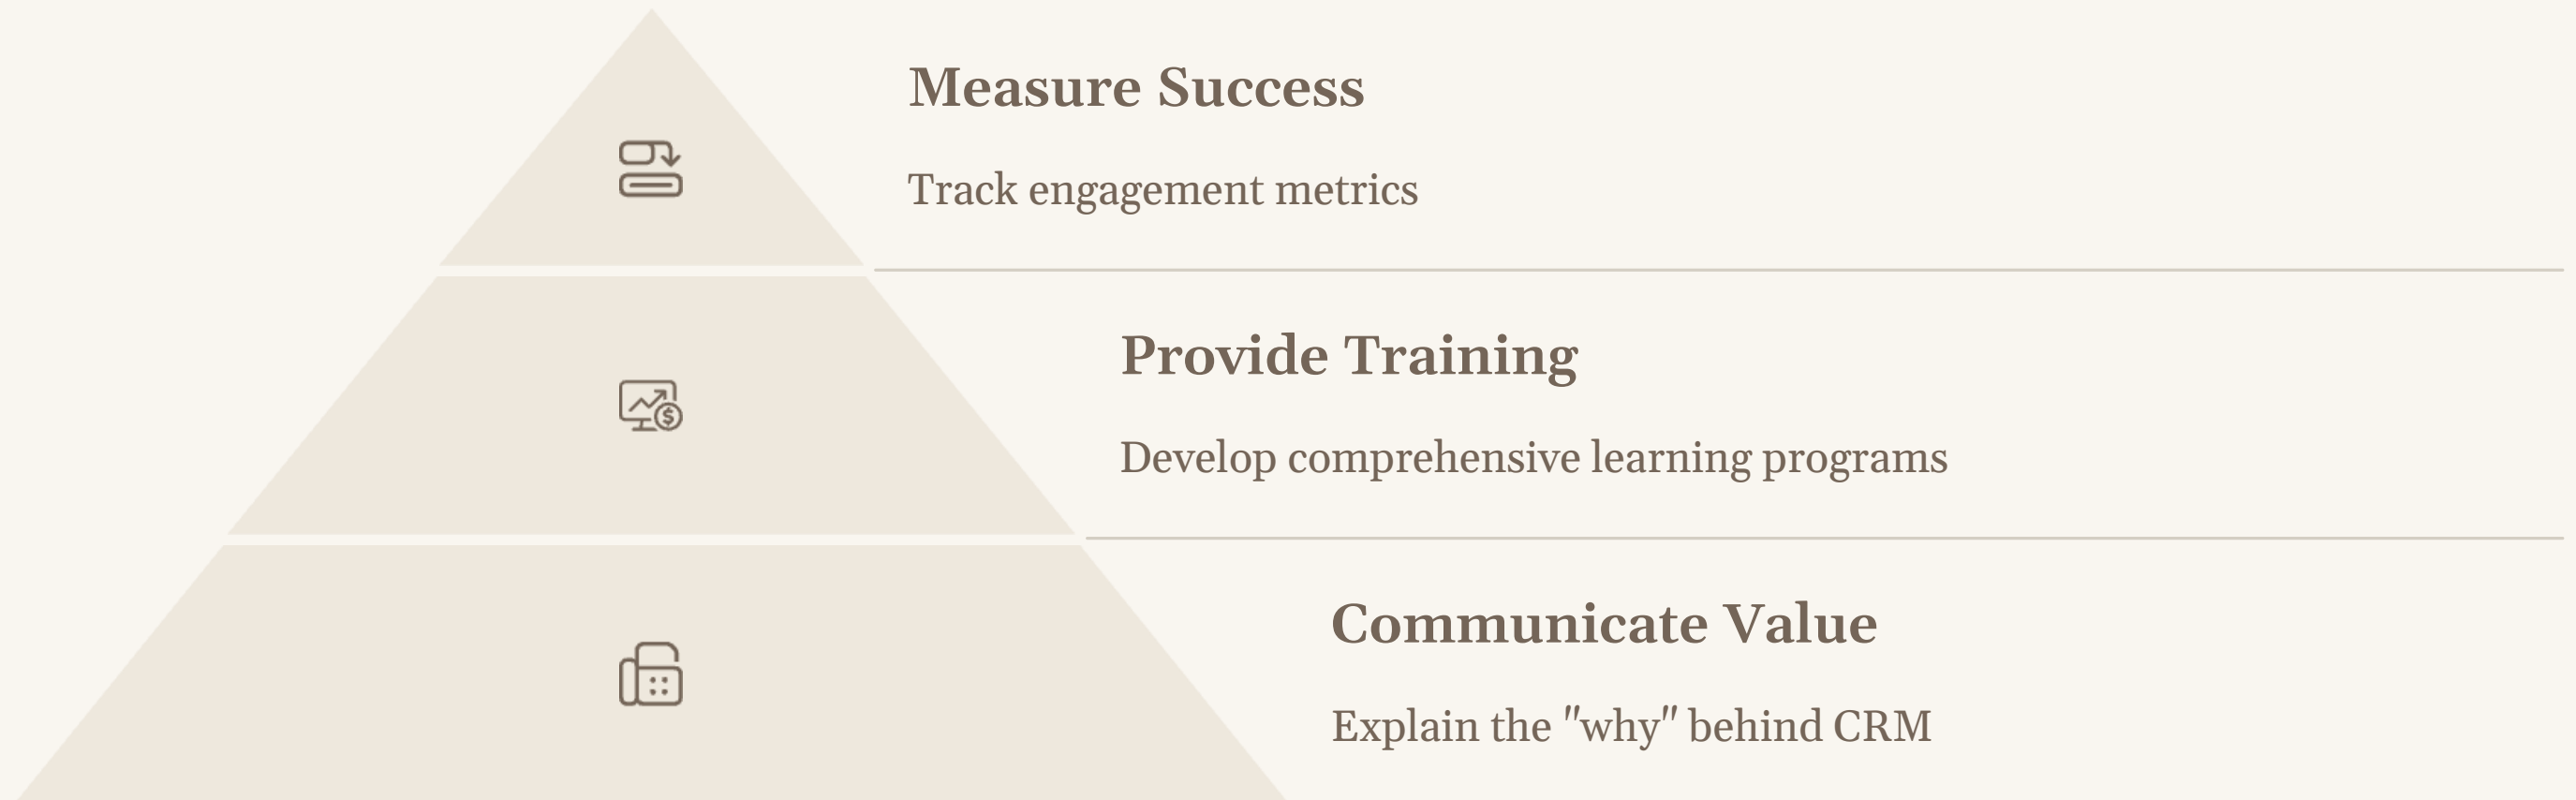 Measure Success
Track engagement metrics
Provide Training
Develop comprehensive learning programs
Communicate Value
Explain the "why" behind CRM